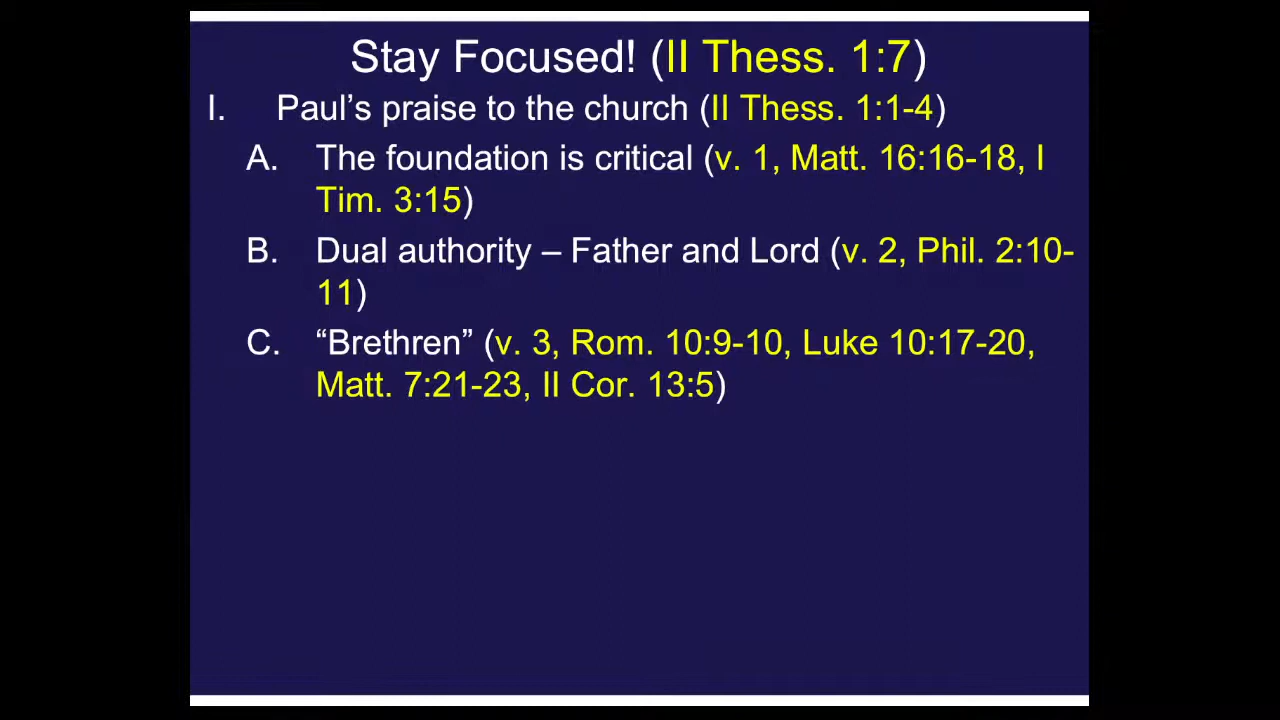 Stay Focused! (II Thess. 1:7)
I. Paul’s praise to the church (II Thess. 1:1-4)
A. The foundation is critical (v. 1, Matt. 16:16-18, I
Tim. 3:15)
B. Dual authority – Father and Lord (v. 2, Phil. 2:10-
11)
C. “Brethren” (v. 3, Rom. 10:9-10, Luke 10:17-20,
Matt. 7:21-23, II Cor. 13:5)